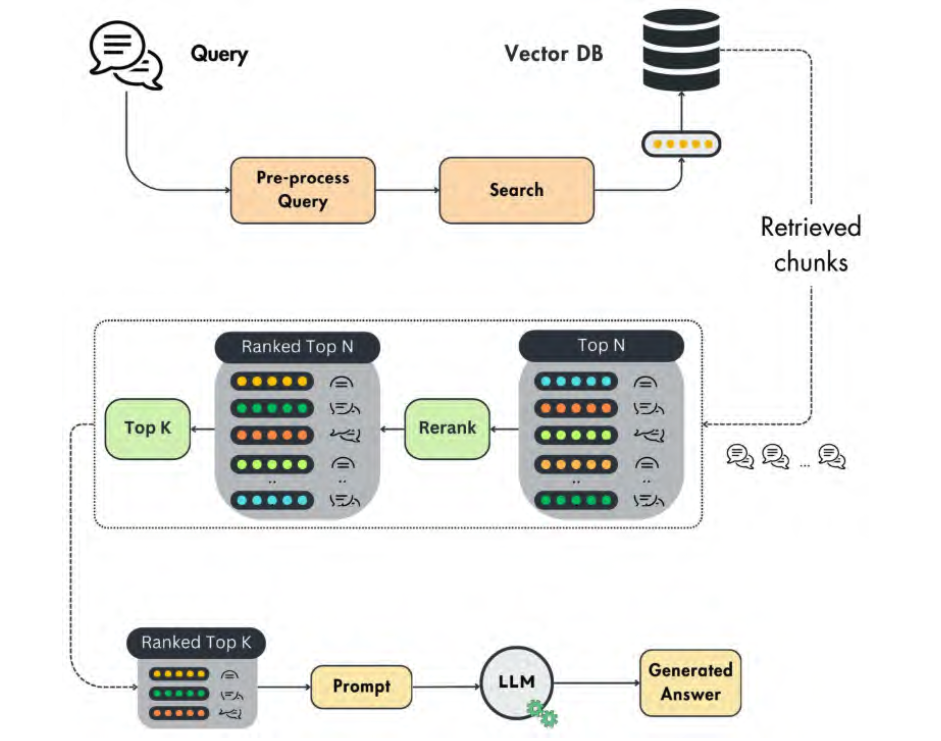 Query
Vector DB
Pre-process
Query
Search
Retrieved
chunks
Ranked Top N
Top N
Top K
Rerank
..
..
..
..
...
Ranked Top K
Prompt
LLM
Generated
Answer